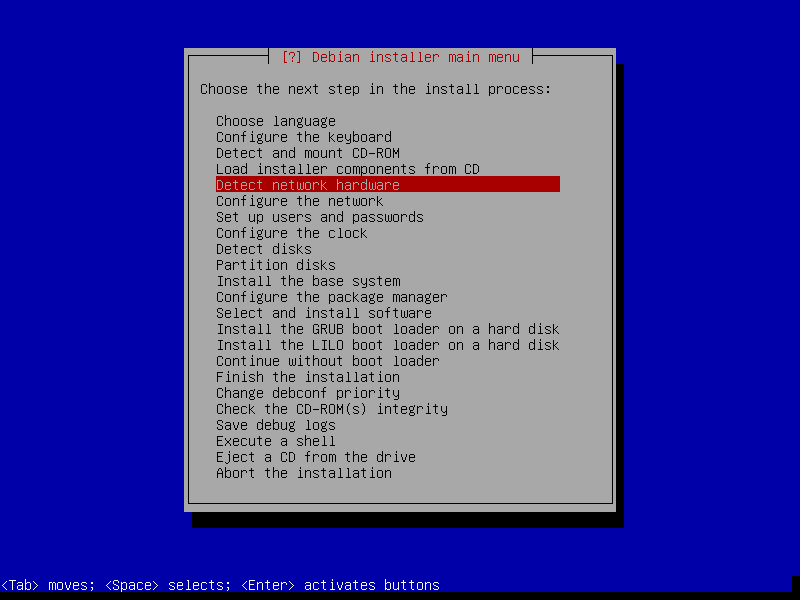 [?] Debian installer main menu
Choose the next step in the install process:
Choose language
Configure the keyboard
Detect and mount CD-ROM
Load installer components from CD
Detect network hardware
Configure the network
Set up users and passwords
Configure the clock
Detect disks
Partition disks
Install the base system
Configure the package manager
Select and install software
Install the GRUB boot loader on a hard disk
Install the LILO boot loader on a hard disk
Continue without boot loader
Finish the installation
Change debconf priority
Check the CD-ROM(s) integrity
Save debug logs
Execute a shell
Eject a CD from the drive
Abort the installation
<Tab> moves; <Space> selects; <Enter> activates buttons